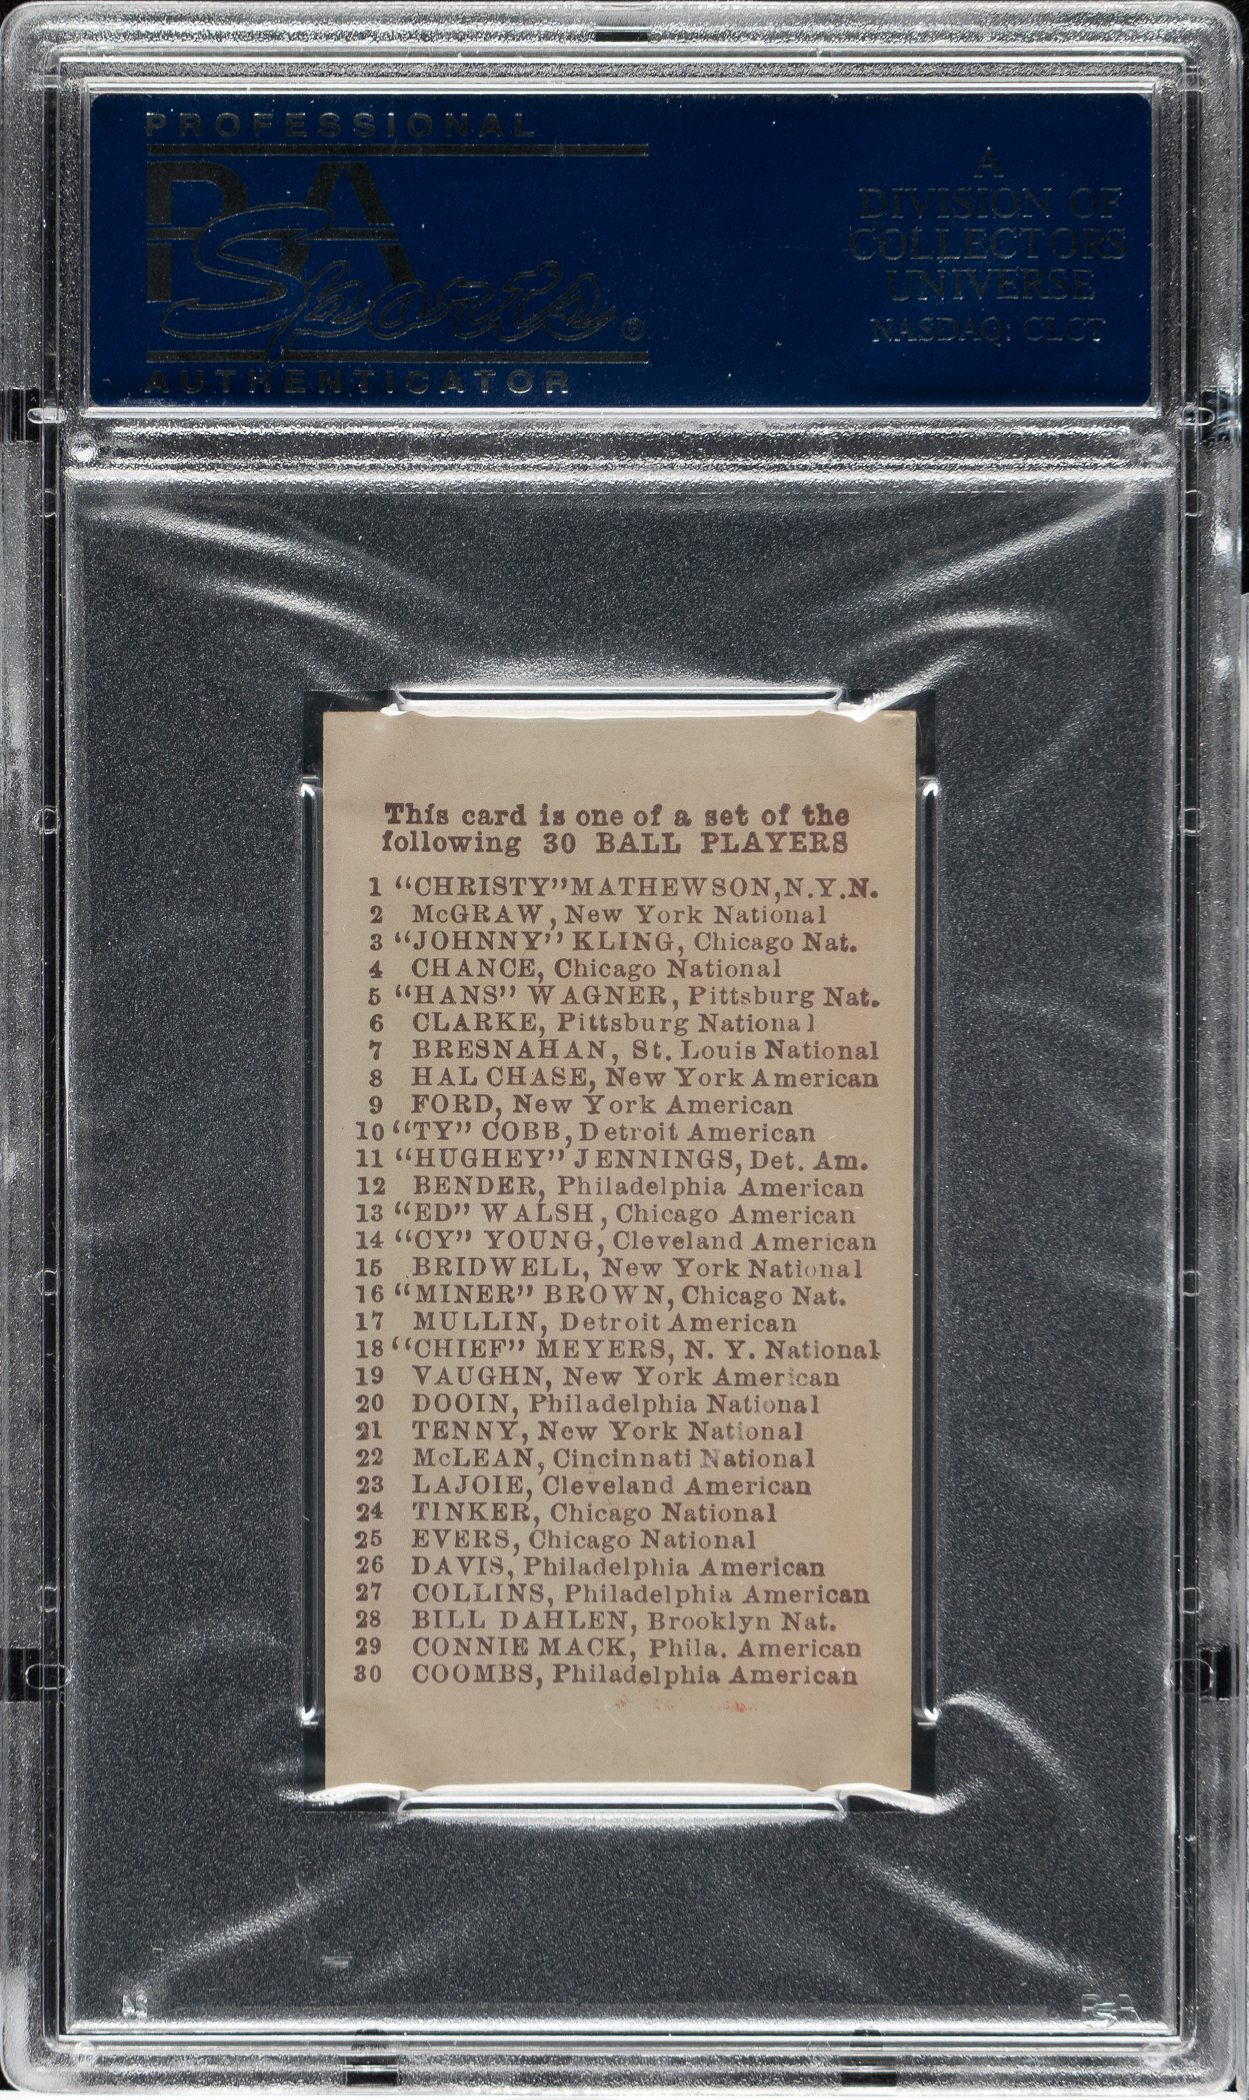 PROFESSIONAL
PSA
Sports®
AUTHENTICATOR
A
DIVISION OF
COLLECTORS
UNIVERSE
NASDAQ: CLCT
This card is one of a set of the
following 30 BALL PLAYERS
1 “CHRISTY” MATHEWSON, N.Y.N.
2 McGRAW, New York National
3 “JOHNNY” KLING, Chicago Nat.
4 CHANCE, Chicago National
5 “HANS” WAGNER, Pittsburg Nat.
6 CLARKE, Pittsburg National
7 BRESNAHAN, St. Louis National
8 HAL CHASE, New York American
9 FORD, New York American
10 “TY” COBB, Detroit American
11 “HUGHEY” JENNINGS, Det. Am.
12 BENDER, Philadelphia American
13 “ED” WALSH, Chicago American
14 “CY” YOUNG, Cleveland American
15 BRIDWELL, New York National
16 “MINER” BROWN, Chicago Nat.
17 MULLIN, Detroit American
18 “CHIEF” MEYERS, N. Y. National
19 VAUGHN, New York American
20 DOOIN, Philadelphia National
21 TENNY, New York National
22 McLEAN, Cincinnati National
23 LAJOIE, Cleveland American
24 TINKER, Chicago National
25 EVERS, Chicago National
26 DAVIS, Philadelphia American
27 COLLINS, Philadelphia American
28 BILL DAHLEN, Brooklyn Nat.
29 CONNIE MACK, Phila. American
30 COOMBS, Philadelphia American
PSA